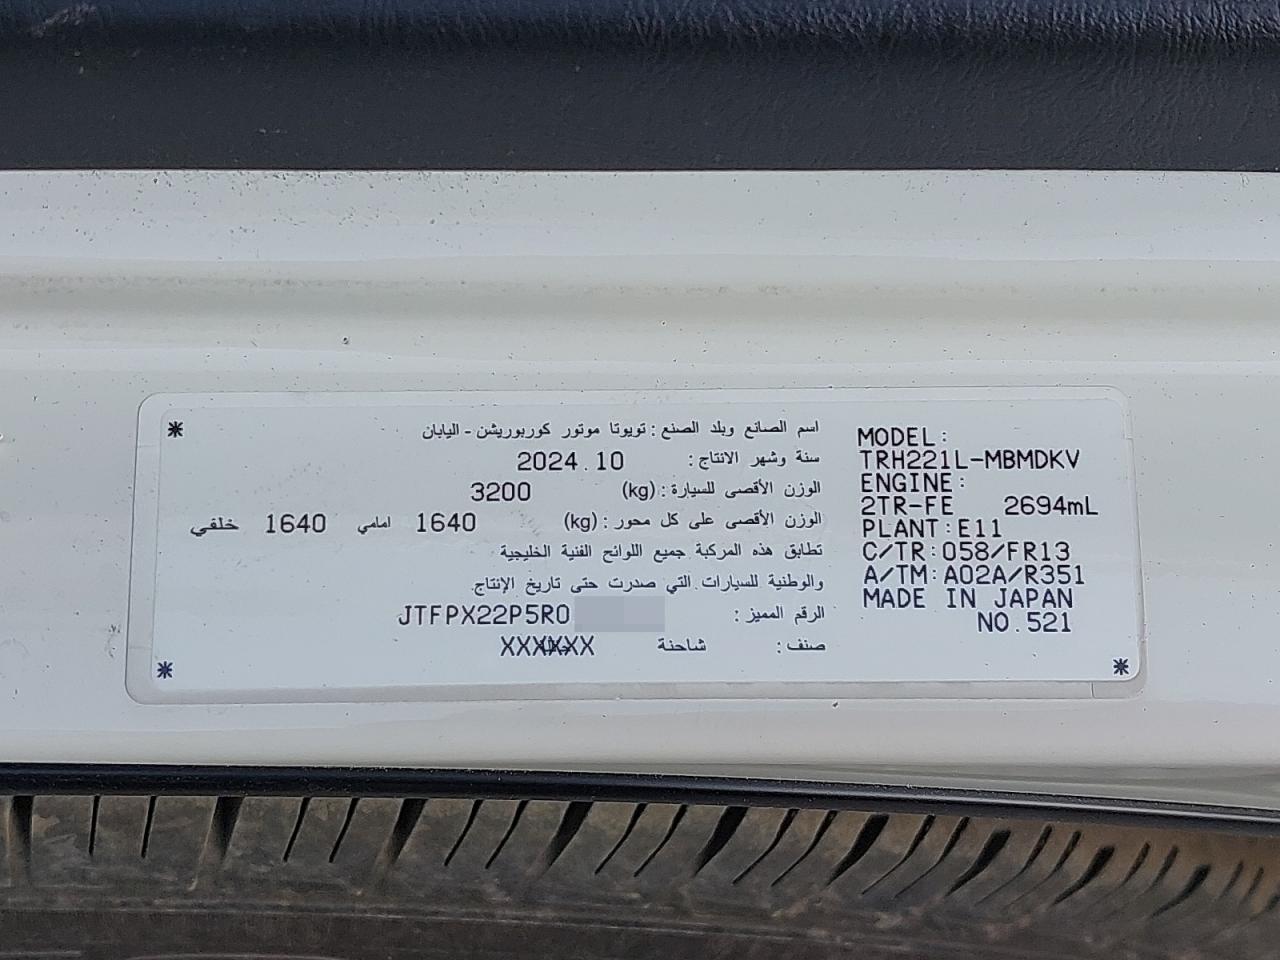 اسم الصانع وبلد الصنع : تويوتا موتور كوربوريشن - اليابان
سنة وشهر الانتاج : 2024.10
الوزن الأقصى للسيارة : (kg) 3200
الوزن الأقصى على كل محور : (kg) 1640 امامي 1640 خلفي
تطابق هذه المركبة جميع اللوائح الفنية الخليجية
والوطنية للسيارات التي صدرت حتى تاريخ الإنتاج.
الرقم المميز : JTFPX22P5R0
صنف : شاحنة XXXXXX
MODEL:
TRH221L-MBMDKV
ENGINE:
2TR-FE 2694mL
PLANT:E11
C/TR:058/FR13
A/TM:A02A/R351
MADE IN JAPAN
NO.521